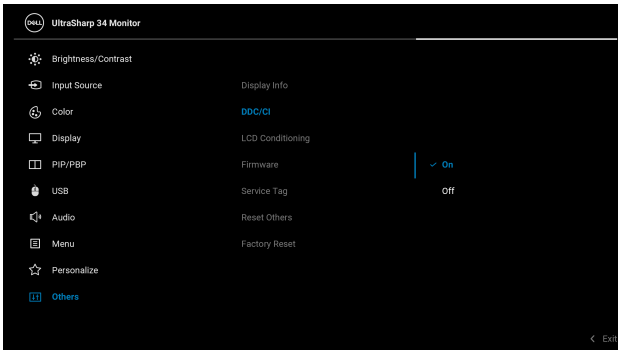 DELL UltraSharp 34 Monitor
Brightness/Contrast
Input Source
Color
Display
PIP/PBP
USB
Audio
Menu
Personalize
Others
Display Info
DDC/CI
LCD Conditioning
Firmware
Service Tag
Reset Others
Factory Reset
On
Off
Exit